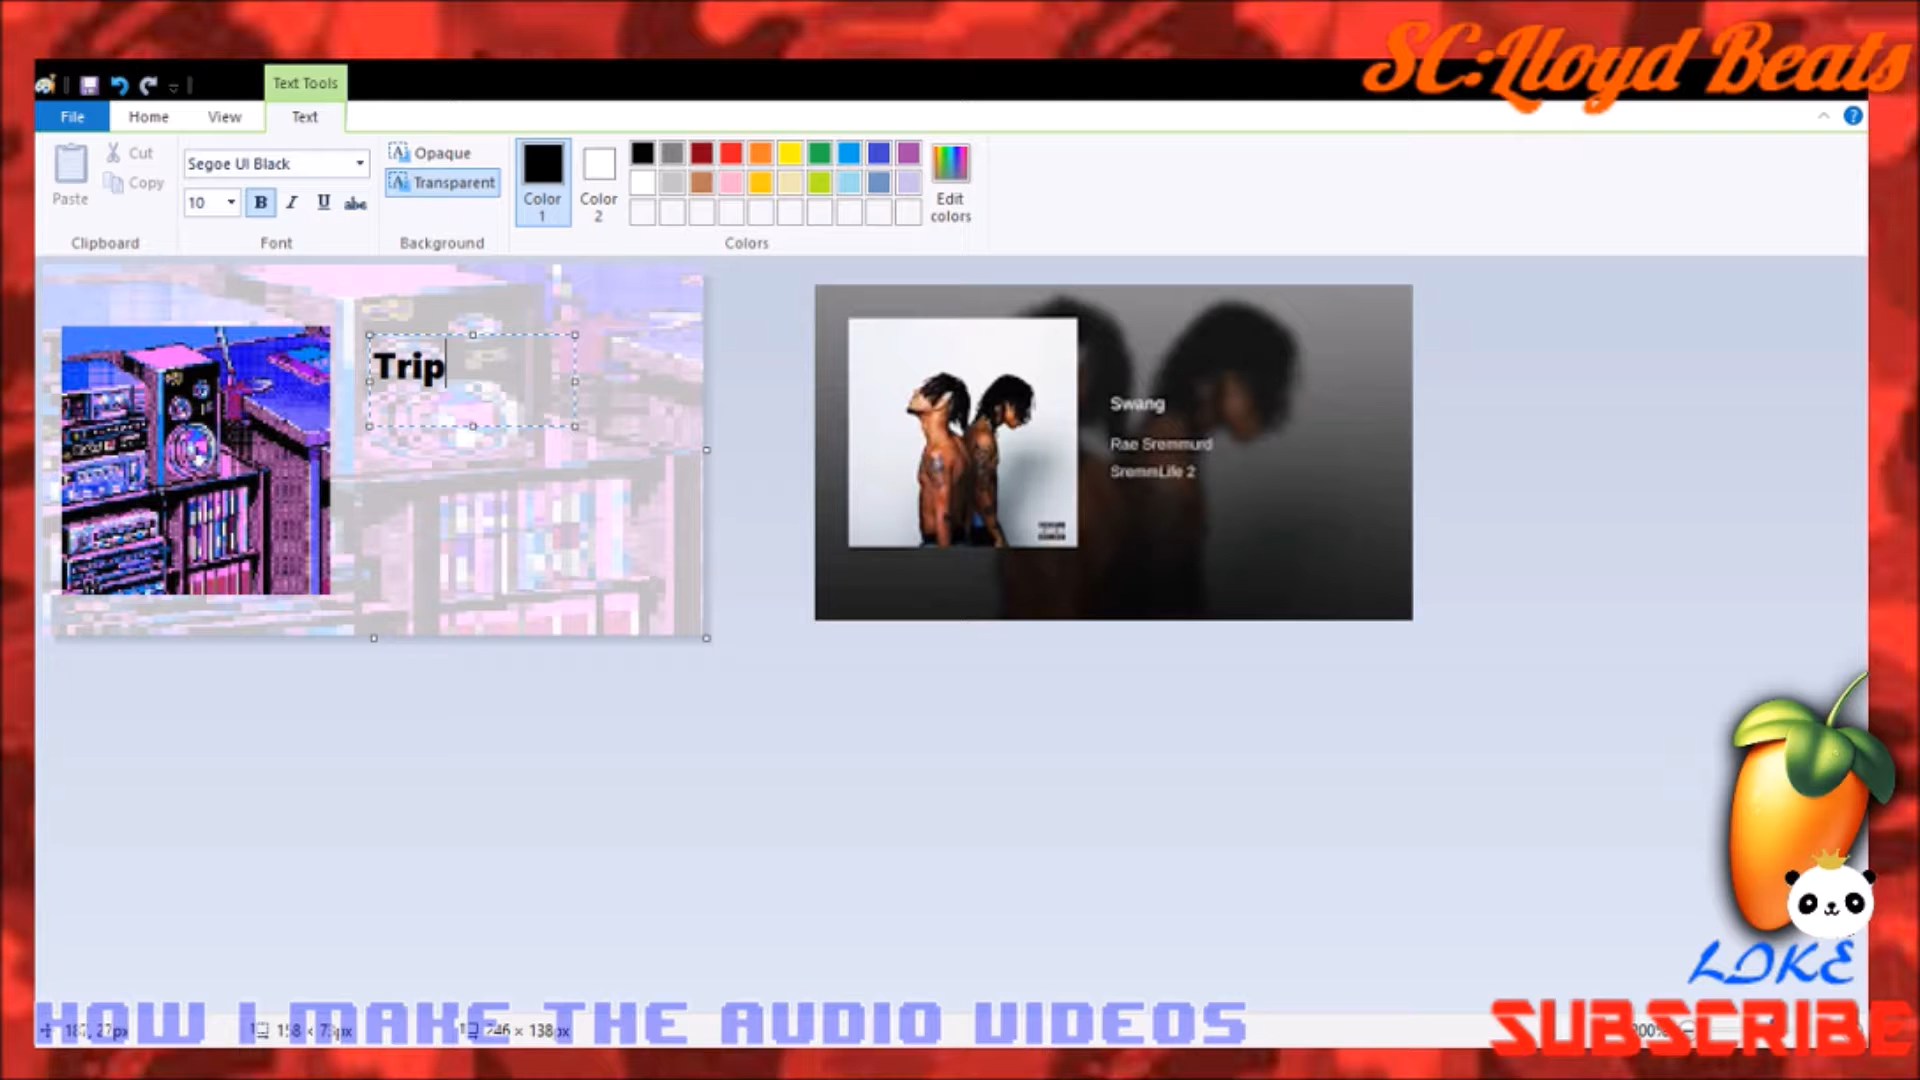 SC:Lloyd Beats
Text Tools
File
Home
View
Text
Paste
Cut
Copy
Clipboard
Segoe UI Black
10
B
I
U
abc
Font
Opaque
Transparent
Background
Color
1
Color
2
Edit
colors
Colors
Trip
Swang
Rae Sremmurd
SremmLife 2
LIKE
HOW I MAKE THE AUDIO VIDEOS
SUBSCRIBE